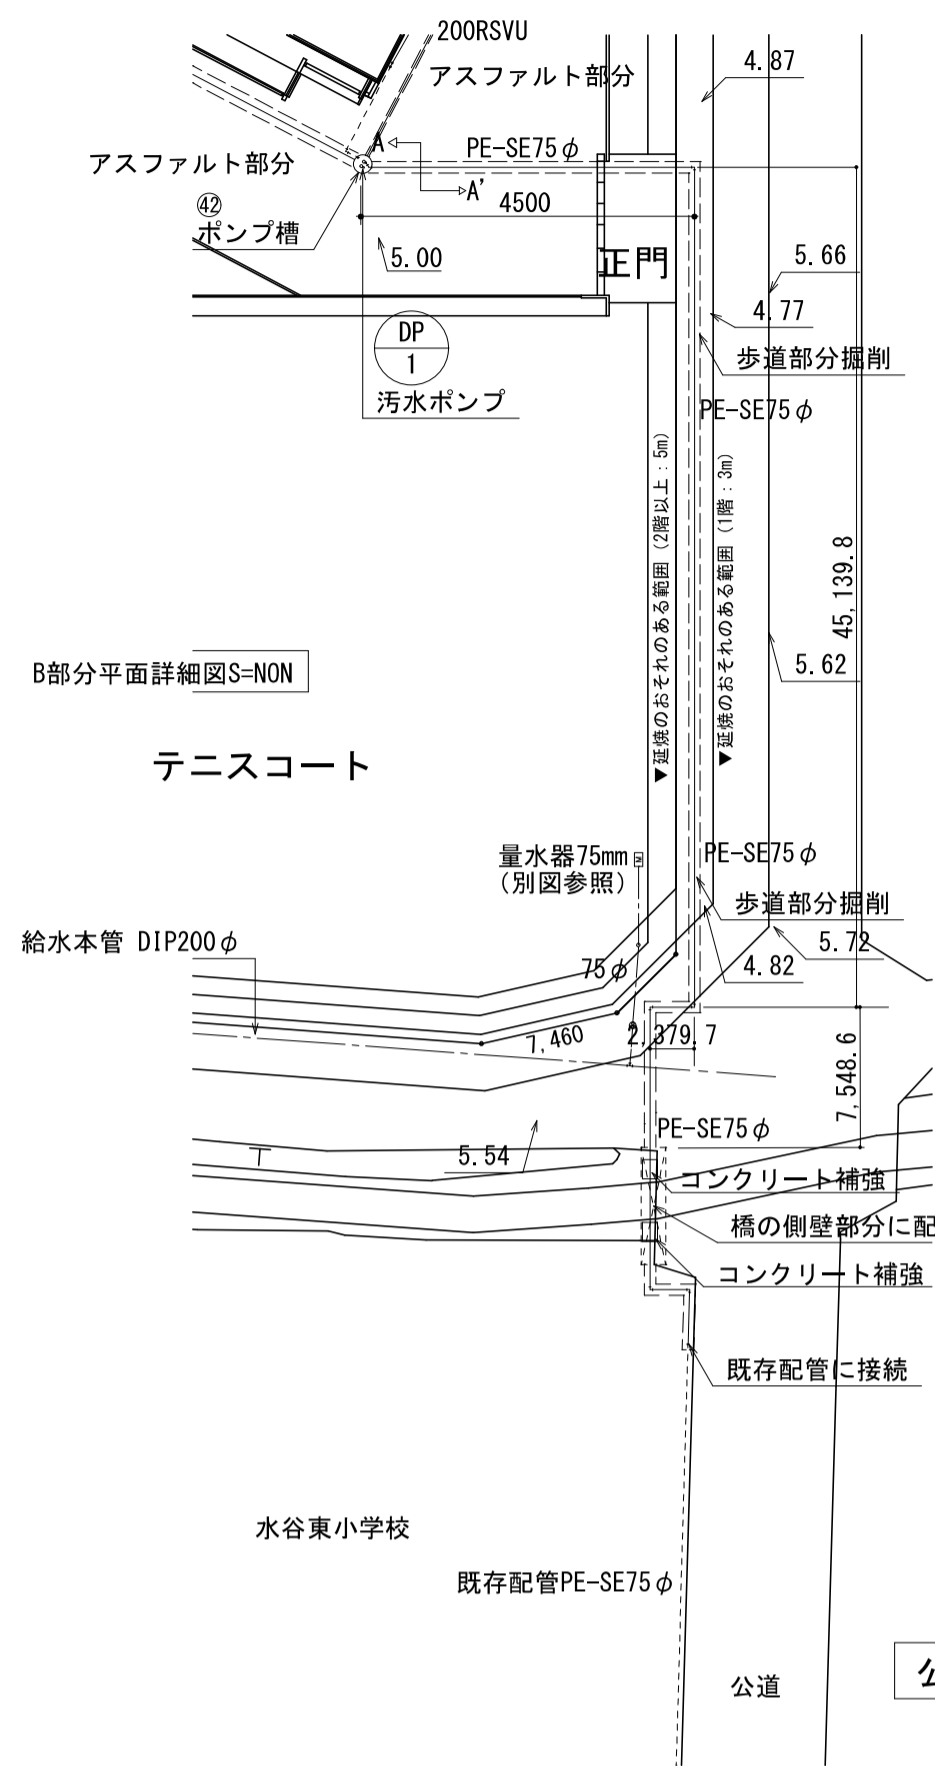 200RSVU
4.87
アスファルト部分
A
PE-SE75φ
アスファルト部分
A'
㊷
4500
ポンプ槽
5.00
正門
5.66
4.77
DP
1
歩道部分掘削
汚水ポンプ
PE-SE75φ
▼延焼のおそれのある範囲 (2階以上:5m)
▼延焼のおそれのある範囲 (1階:3m)
45,139.8
5.62
B部分平面詳細図S=NON
テニスコート
量水器75mm
M
(別図参照)
PE-SE75φ
歩道部分掘削
給水本管 DIP200φ
5.72
75φ
4.82
7,460
2,379.7
7,548.6
PE-SE75φ
5.54
コンクリート補強
橋の側壁部分に配
コンクリート補強
既存配管に接続
水谷東小学校
既存配管PE-SE75φ
公道
公